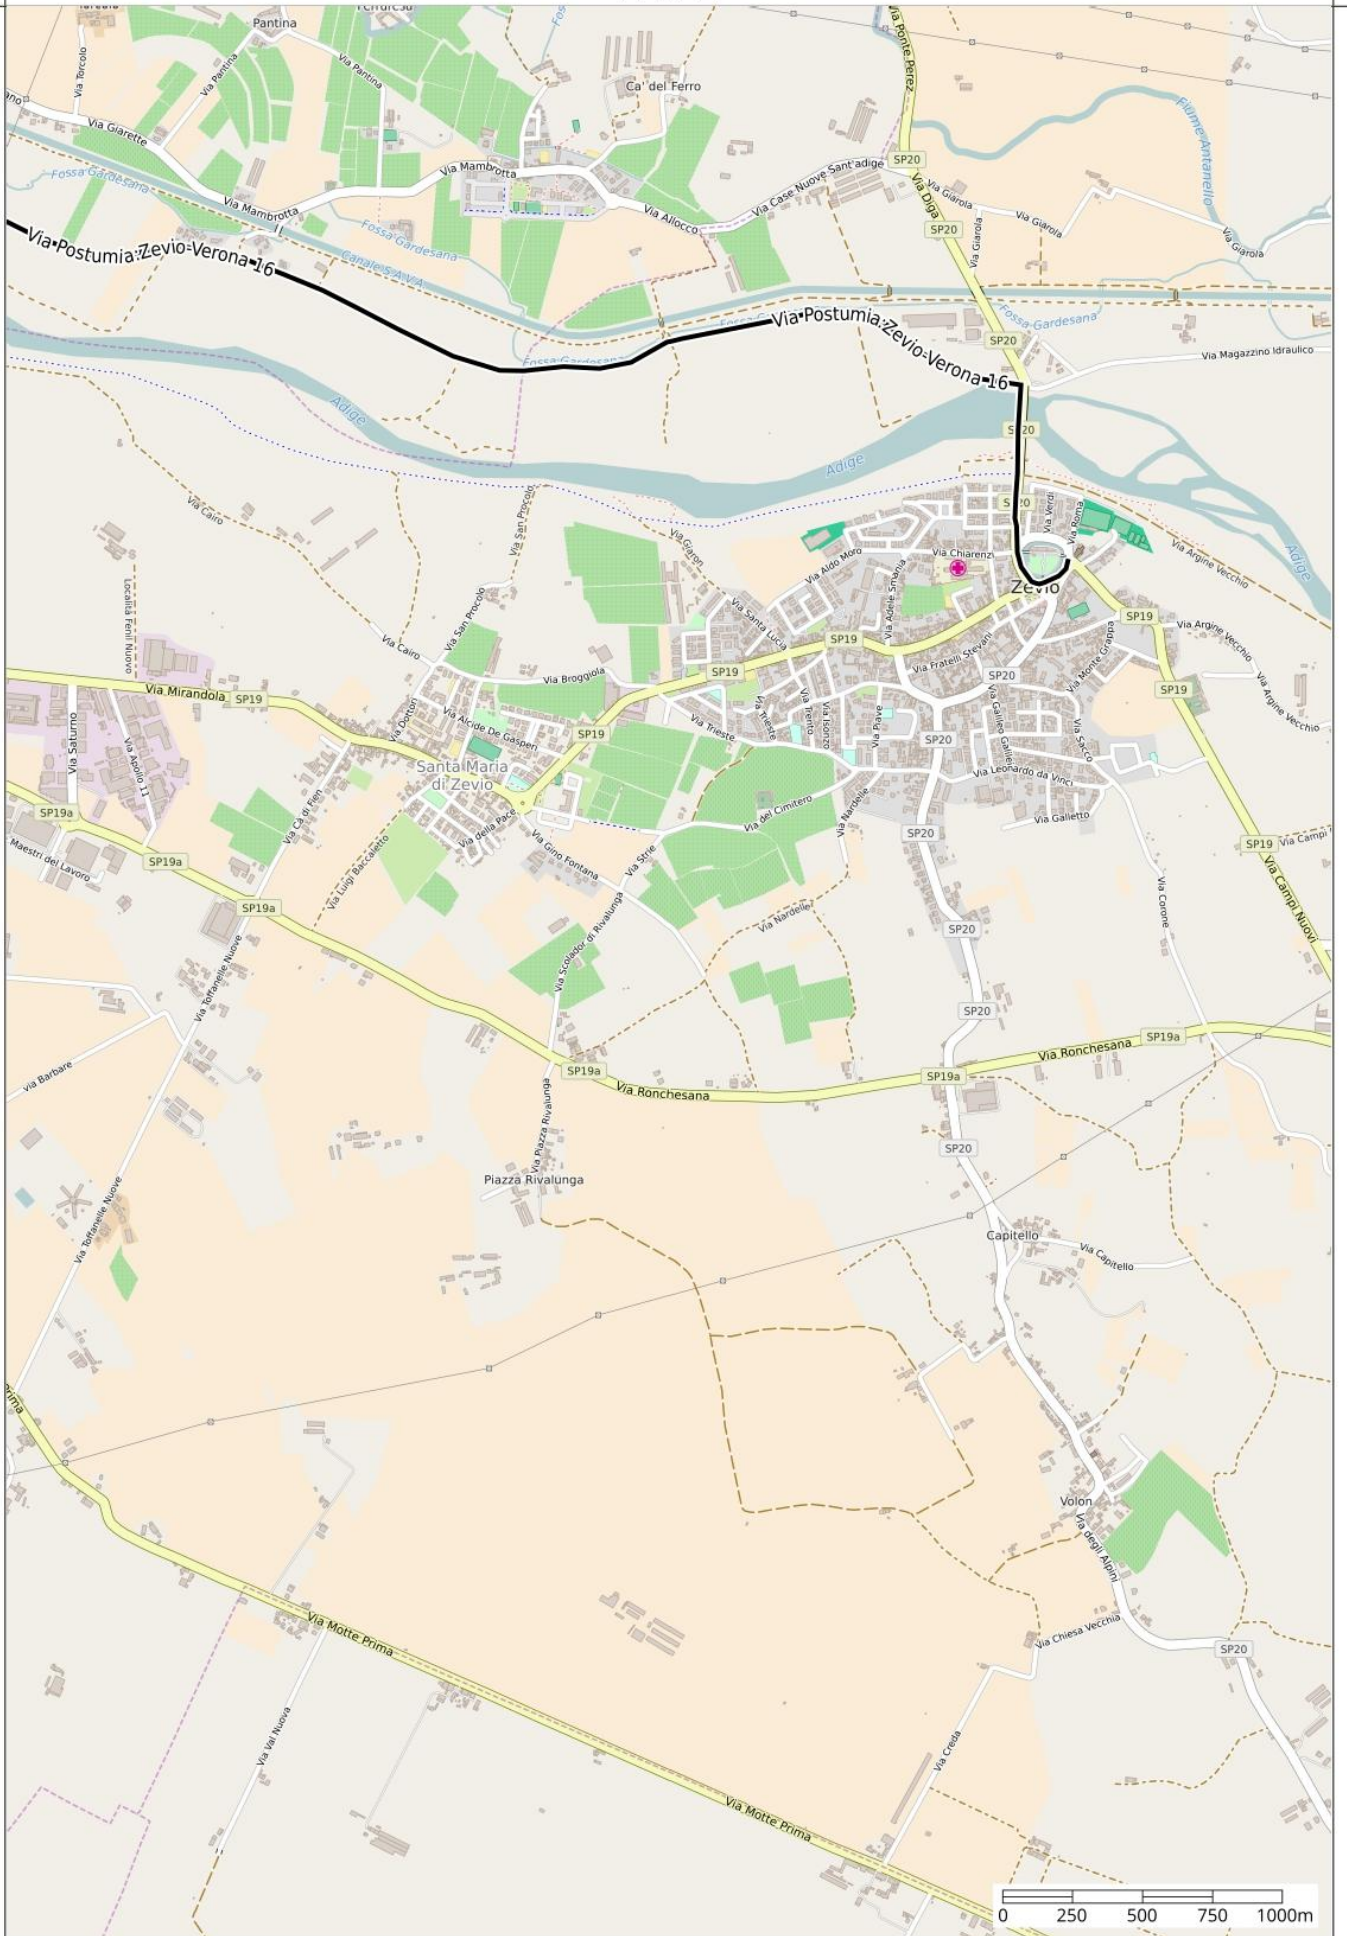 Pantina
Via Torcolo
Via Pantina
Via Pantina
Ca' del Ferro
Via Ponte Perez
Fiume Antanello
Via Giarette
Via Mambrotta
Via Case Nuove Sant'adige
SP20
Fossa Gardesana
Via Mambrotta
Via Allocco
Via Diga
Via Giarola
Via Giarola
Via Giarola
Via Giarola
SP20
Fossa Gardesana
Canale S.A.V.A.
Via Postumia:Zevio-Verona 16
Via Postumia:Zevio-Verona 16
Fossa Gardesana
Fossa Gardesana
SP20
Via Magazzino Idraulico
Adige
SP20
Adige
Via Cairo
Via San Procolo
Via Giaron
SP20
Via Verdi
Via Roma
Via Argine Vecchio
Adige
Via Aldo Moro
Via Chiarenzi
Località Fenil Nuovo
Via San Procolo
Via Adele Smania
Zevio
Via Santa Lucia
SP19
SP19
Via Argine Vecchio
Via Cairo
Via Fratelli Stevani
Via Monte Grappa
Via Broggiola
SP19
SP20
SP19
Via Argine Vecchio
Via Mirandola
SP19
Via Dottori
Via Alcide De Gasperi
SP19
Via Trieste
Via Trieste
Via Trento
Via Isonzo
Via Piave
Via Galileo Galilei
Via Sacco
Via Saturno
Via Apollo 11
SP20
Santa Maria
di Zevio
Via Leonardo da Vinci
SP19a
Via Cà di Pien
Via della Pace
Via del Cimitero
Via Nardelle
Via Galletto
Maestri del Lavoro
SP19a
Via Luigi Baccaletto
Via Gino Fontana
Via Strie
SP20
SP19
Via Campi
Via Campi Nuovi
SP19a
Via Corone
Via Nardelle
SP20
Via Toffanelle Nuove
Via Scolador di Rivalunga
SP20
Via Barbare
SP19a
Via Ronchesana
SP19a
Via Ronchesana
SP19a
Via Piazza Rivalunga
SP20
Piazza Rivalunga
Via Toffanelle Nuove
Capitello
Via Capitello
Prima
Volon
Via degli Alpini
Via Motte Prima
Via Chiesa Vecchia
SP20
Via Val Nuova
Via Creda
Via Motte Prima
0 250 500 750 1000m